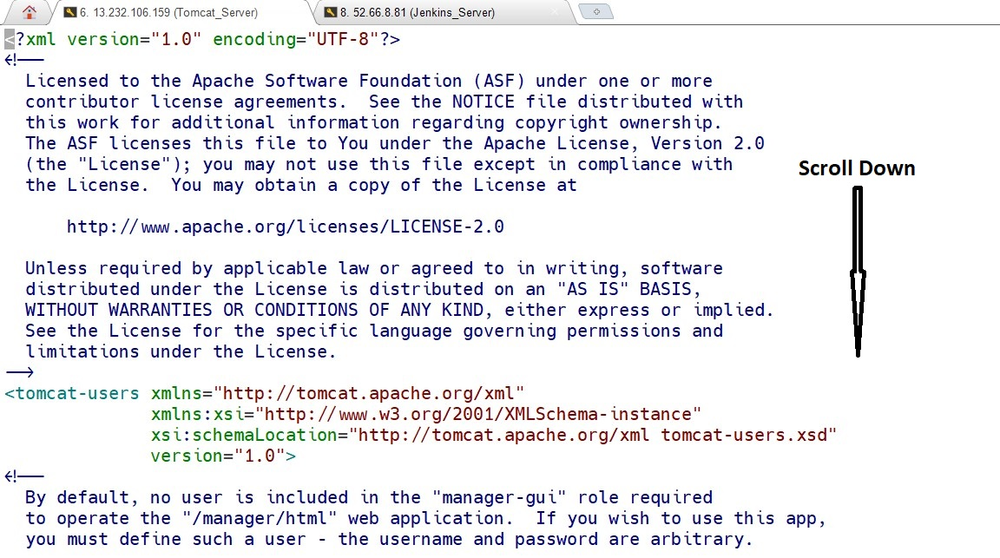 6. 13.232.106.159 (Tomcat_Server)
8. 52.66.8.81 (Jenkins_Server)
<?xml version="1.0" encoding="UTF-8"?>
<!--
Licensed to the Apache Software Foundation (ASF) under one or more
contributor license agreements.  See the NOTICE file distributed with
this work for additional information regarding copyright ownership.
The ASF licenses this file to You under the Apache License, Version 2.0
(the "License"); you may not use this file except in compliance with
the License.  You may obtain a copy of the License at
http://www.apache.org/licenses/LICENSE-2.0
Unless required by applicable law or agreed to in writing, software
distributed under the License is distributed on an "AS IS" BASIS,
WITHOUT WARRANTIES OR CONDITIONS OF ANY KIND, either express or implied.
See the License for the specific language governing permissions and
limitations under the License.
-->
<tomcat-users xmlns="http://tomcat.apache.org/xml"
xmlns:xsi="http://www.w3.org/2001/XMLSchema-instance"
xsi:schemaLocation="http://tomcat.apache.org/xml tomcat-users.xsd"
version="1.0">
<!--
By default, no user is included in the "manager-gui" role required
to operate the "/manager/html" web application.  If you wish to use this app,
you must define such a user - the username and password are arbitrary.
Scroll Down